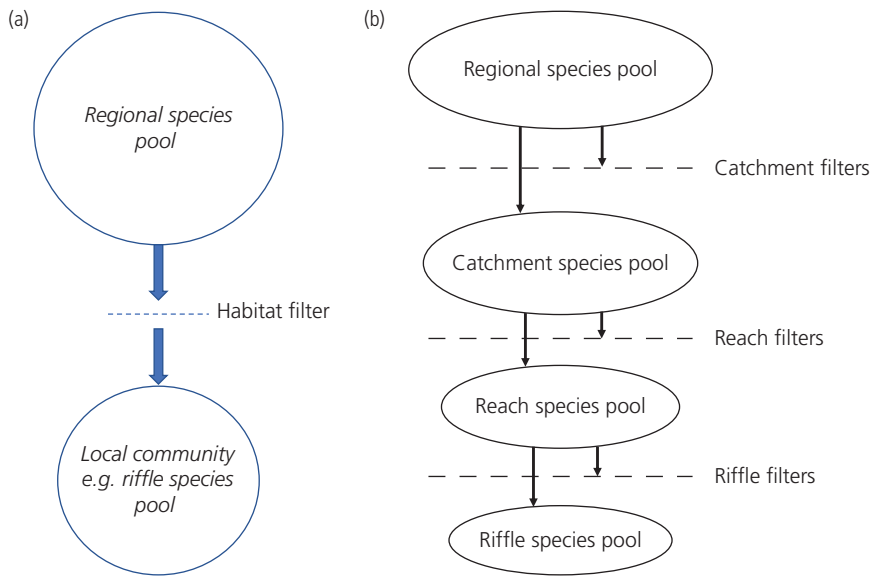 (a)
Regional species
pool
Habitat filter
Local community
e.g. riffle species
pool
(b)
Regional species pool
Catchment filters
Catchment species pool
Reach filters
Reach species pool
Riffle filters
Riffle species pool